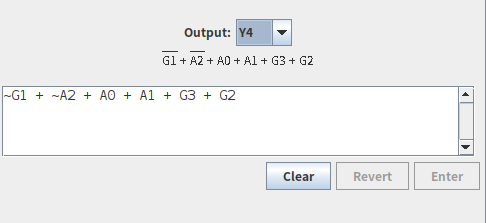 Output: Y4
G1 + A2 + A0 + A1 + G3 + G2
~G1 + ~A2 + A0 + A1 + G3 + G2
Clear Revert Enter